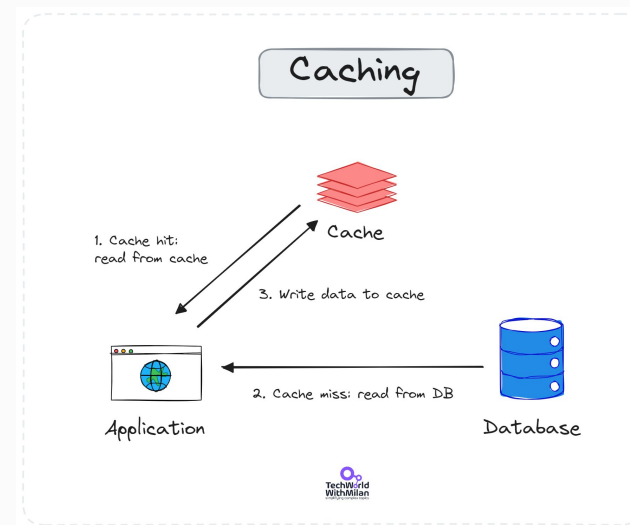 Caching
Cache
1. Cache hit:
read from cache
3. Write data to cache
2. Cache miss: read from DB
Application
Database
TechWorld
WithMilan